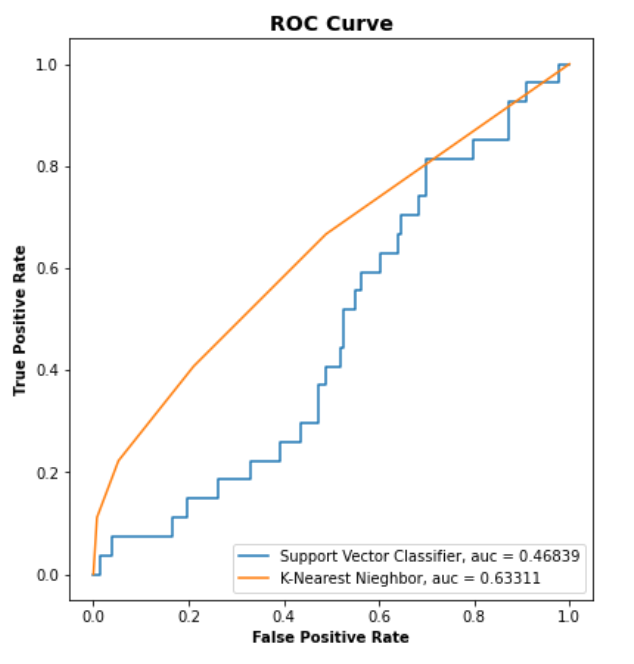 ROC Curve
1.0
0.8
0.6
0.4
0.2
0.0
True Positive Rate
Support Vector Classifier, auc = 0.46839
K-Nearest Nieghbor, auc = 0.63311
0.0 0.2 0.4 0.6 0.8 1.0
False Positive Rate